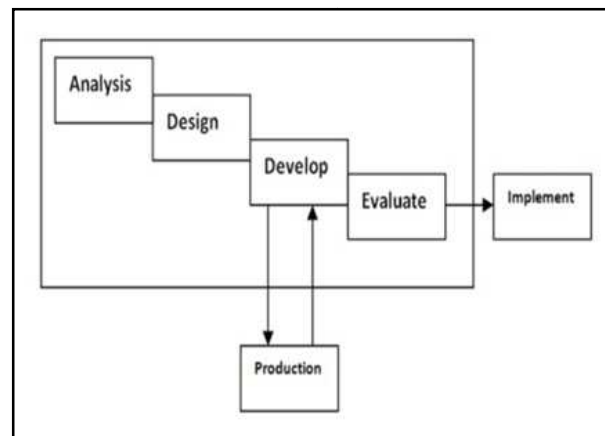 Analysis
Design
Develop
Evaluate
Implement
Production